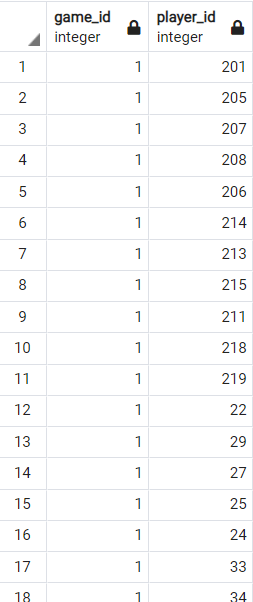 game_id player_id
integer integer
1 1 201
2 1 205
3 1 207
4 1 208
5 1 206
6 1 214
7 1 213
8 1 215
9 1 211
10 1 218
11 1 219
12 1 22
13 1 29
14 1 27
15 1 25
16 1 24
17 1 33
18 1 34